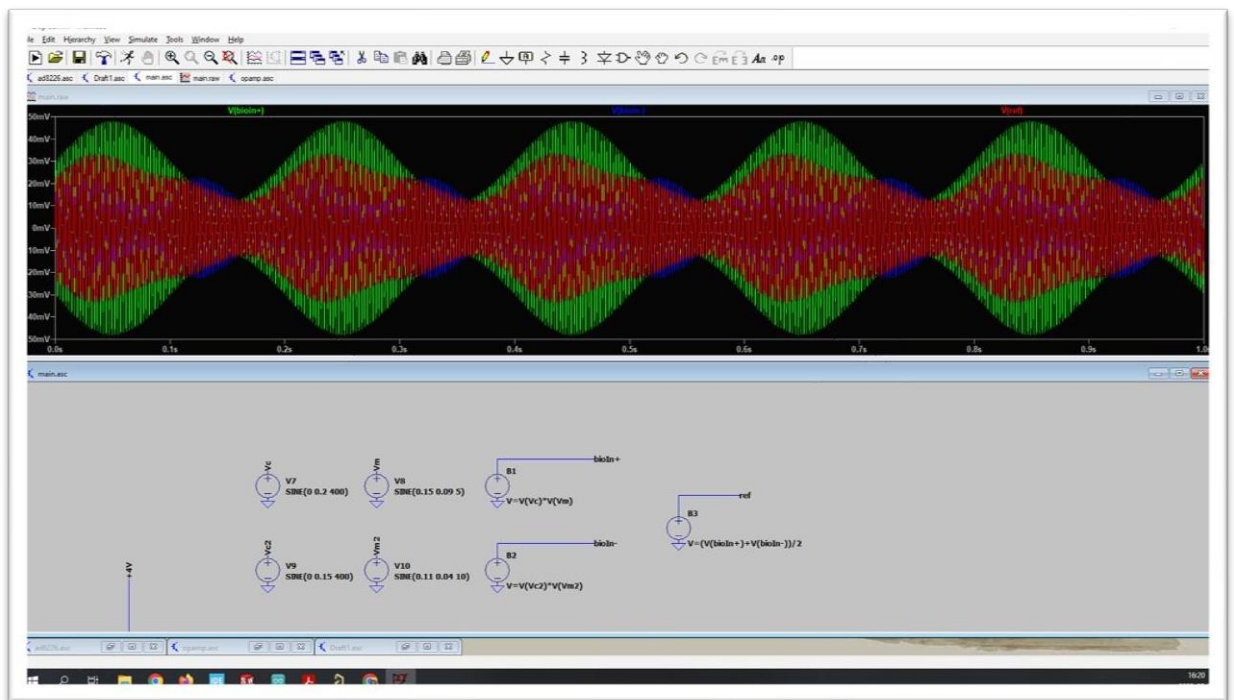 le Edit Hierarchy View Simulate Tools Window Help
ad8226.asc Draft1.asc main.asc main.raw opamp.asc
main.raw
V(bioin+) V(bioin-) V(ref)
50mV
40mV
30mV
20mV
10mV
0mV
10mV
20mV
30mV
40mV
50mV
0.0s 0.1s 0.2s 0.3s 0.4s 0.5s 0.6s 0.7s 0.8s 0.9s 1.0s
main.asc
Vc Vm bioIn+
V7 V8 B1
SINE(0 0.2 400) SINE(0.15 0.09 5) V=V(Vc)*V(Vm)
ref
B3
V=(V(bioIn+)+V(bioIn-))/2
Vc2 Vm2 bioIn-
V9 V10 B2
SINE(0 0.15 400) SINE(0.11 0.04 10) V=V(Vc2)*V(Vm2)
+4V
ad8226.asc opamp.asc Draft1.asc
16:20